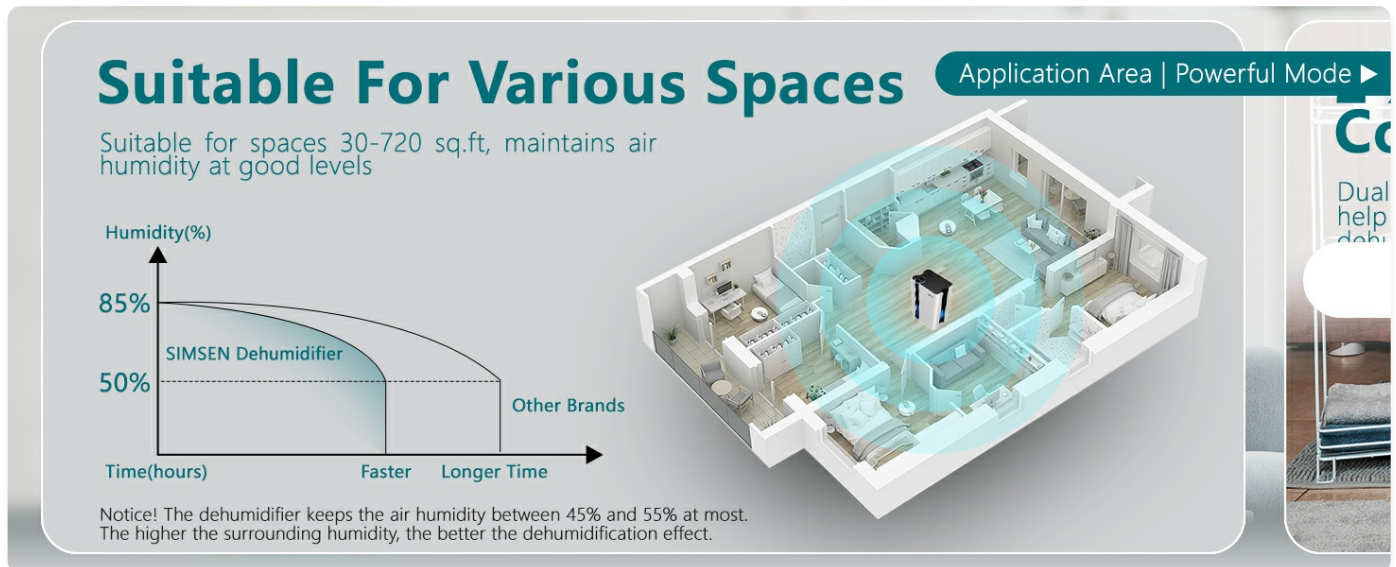 Suitable For Various Spaces
Application Area | Powerful Mode ▶
Suitable for spaces 30-720 sq.ft, maintains air
humidity at good levels
Humidity(%)
85%
SIMSEN Dehumidifier
50%
Other Brands
Time(hours) Faster Longer Time
Notice! The dehumidifier keeps the air humidity between 45% and 55% at most.
The higher the surrounding humidity, the better the dehumidification effect.
Dual
help